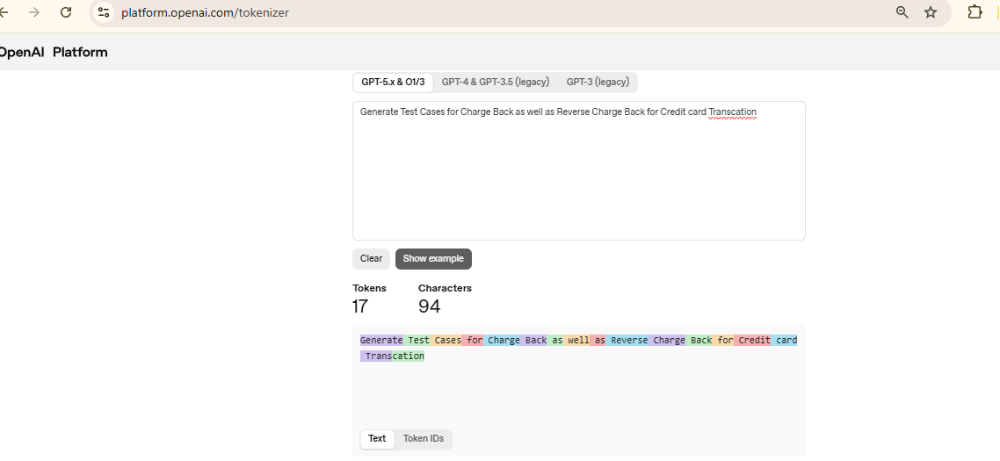 platform.openai.com/tokenizer
OpenAI Platform
GPT-5.x & O1/3 GPT-4 & GPT-3.5 (legacy) GPT-3 (legacy)
Generate Test Cases for Charge Back as well as Reverse Charge Back for Credit card Transcation
Clear Show example
Tokens Characters
17 94
Generate Test Cases for Charge Back as well as Reverse Charge Back for Credit card
Transcation
Text Token IDs